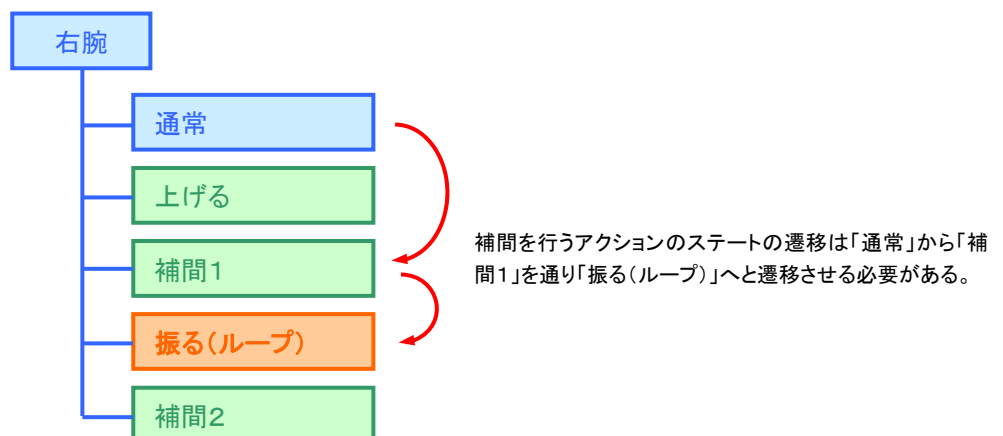 右腕
通常
上げる
補間１
振る（ループ）
補間２
補間を行うアクションのステートの遷移は「通常」から「補
間１」を通り「振る（ループ）」へと遷移させる必要がある。